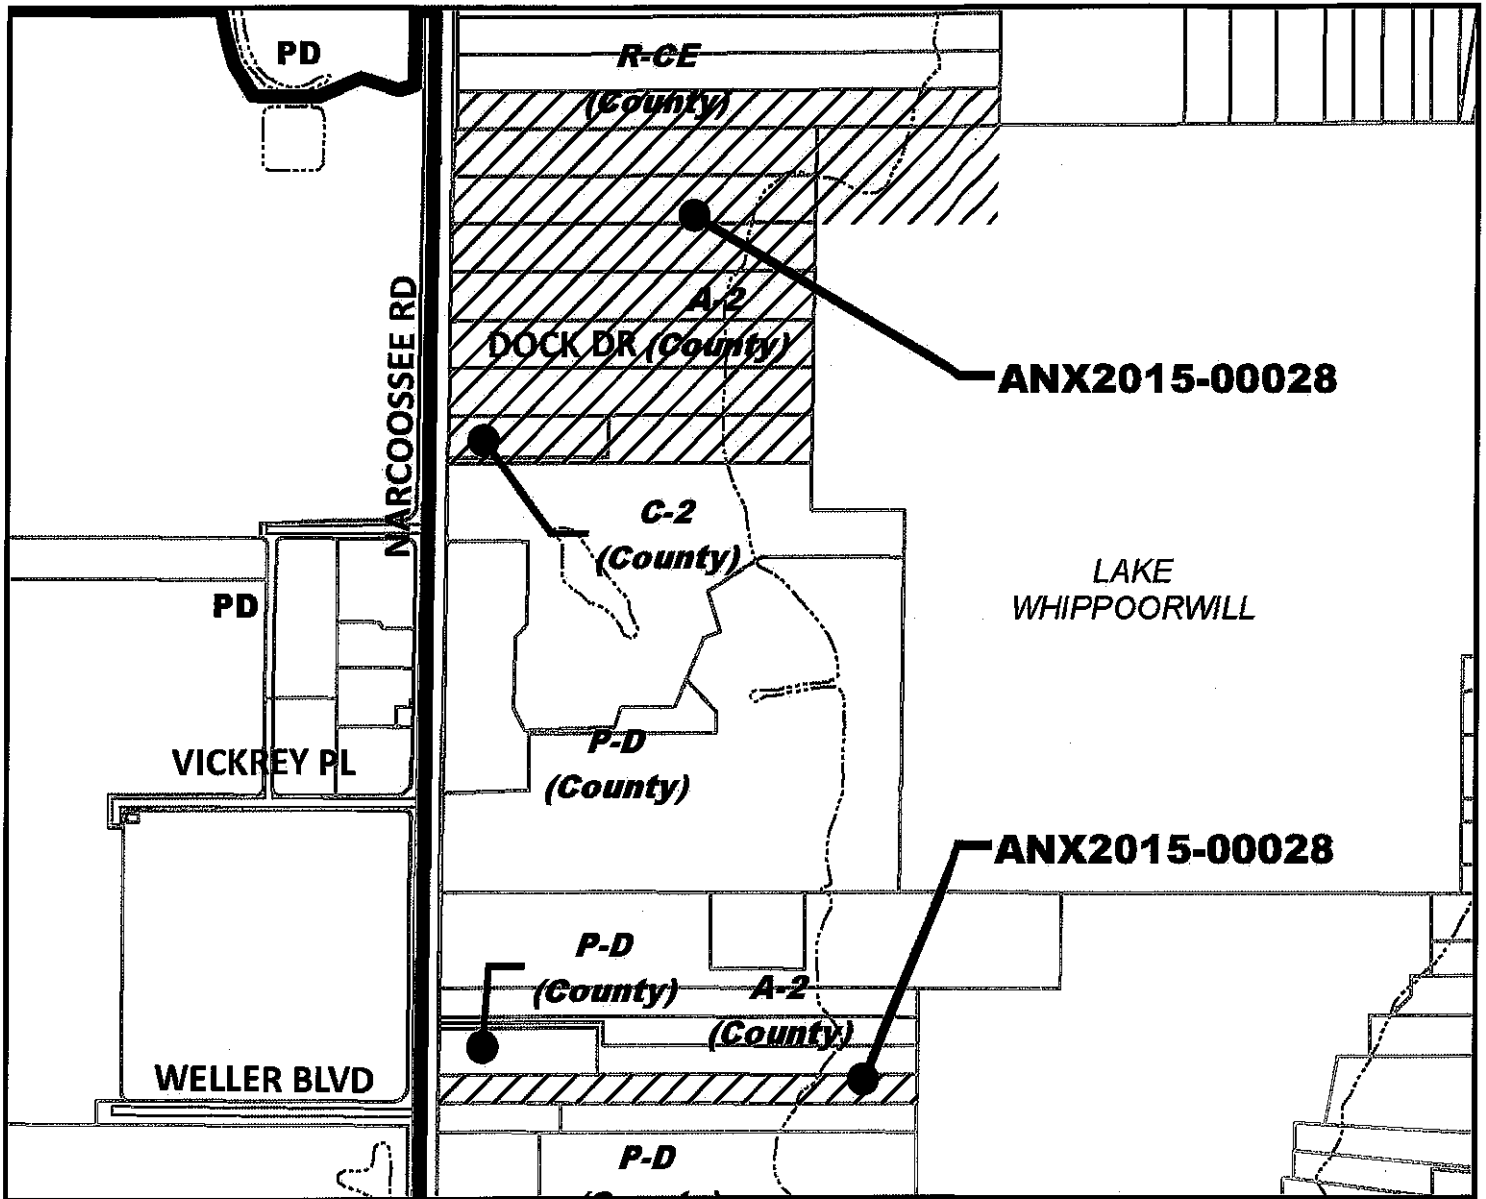 PD
R-CE
(County)
NARCOOSSEE RD
A-2
DOCK DR (County)
ANX2015-00028
C-2
(County)
LAKE
WHIPPOORWILL
PD
P-D
(County)
VICKREY PL
ANX2015-00028
P-D
(County)
A-2
(County)
WELLER BLVD
P-D